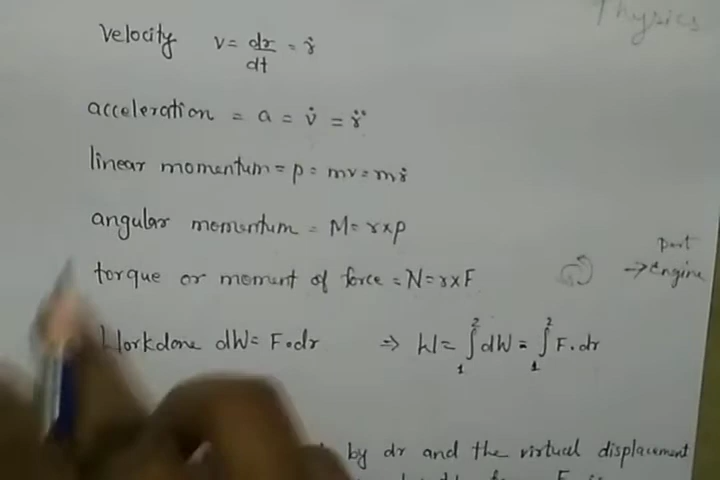 Physics
Velocity v = dr/dt = ṙ
acceleration = a = v̇ = r̈
linear momentum = p = mv = mṙ
angular momentum = M = r×p
torque or moment of force = N = r×F
part
→ Engine
Workdone dW = F.dr ⇒ W = ∫₁² dW = ∫₁² F.dr
by dr and the virtual displacement